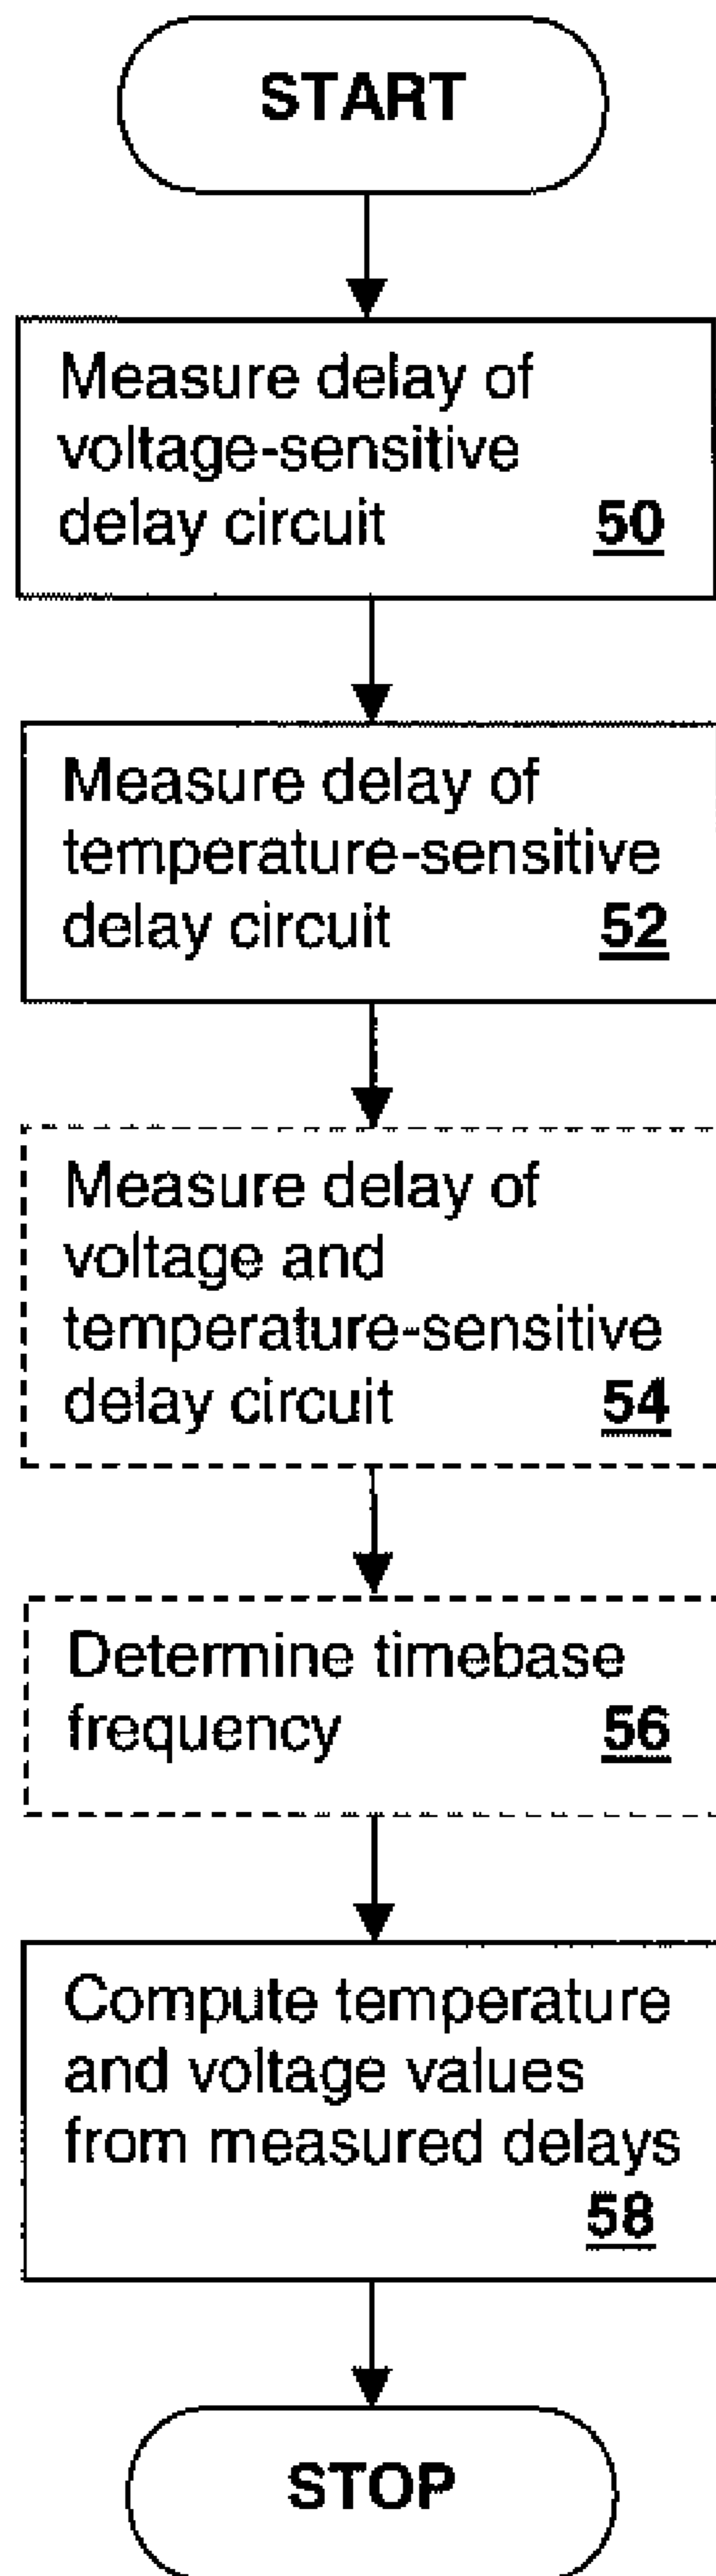 START
Measure delay of
voltage-sensitive
delay circuit 50
Measure delay of
temperature-sensitive
delay circuit 52
Measure delay of
voltage and
temperature-sensitive
delay circuit 54
Determine timebase
frequency 56
Compute temperature
and voltage values
from measured delays
58
STOP